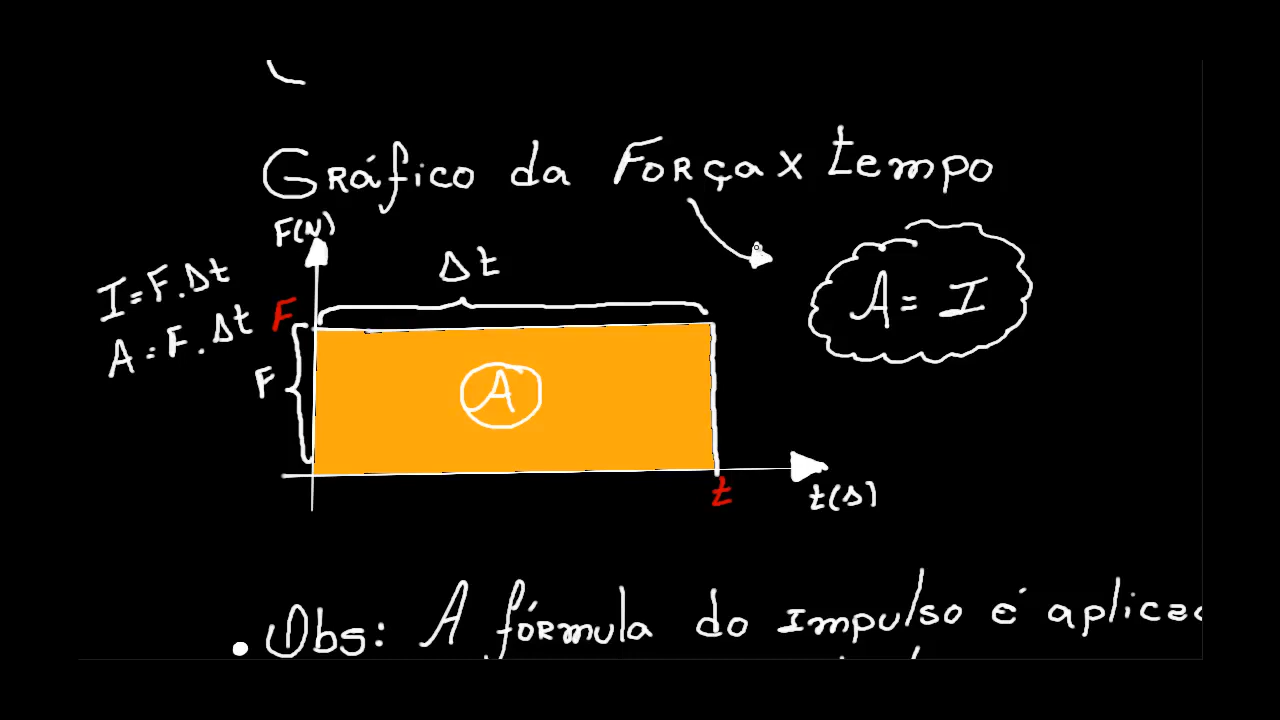 Gráfico da Força x tempo
F(N)
Δt
I = F.Δt
A = F.Δt
F
F
A
A = I
t
t(s)
• Obs: A fórmula do Impulso é